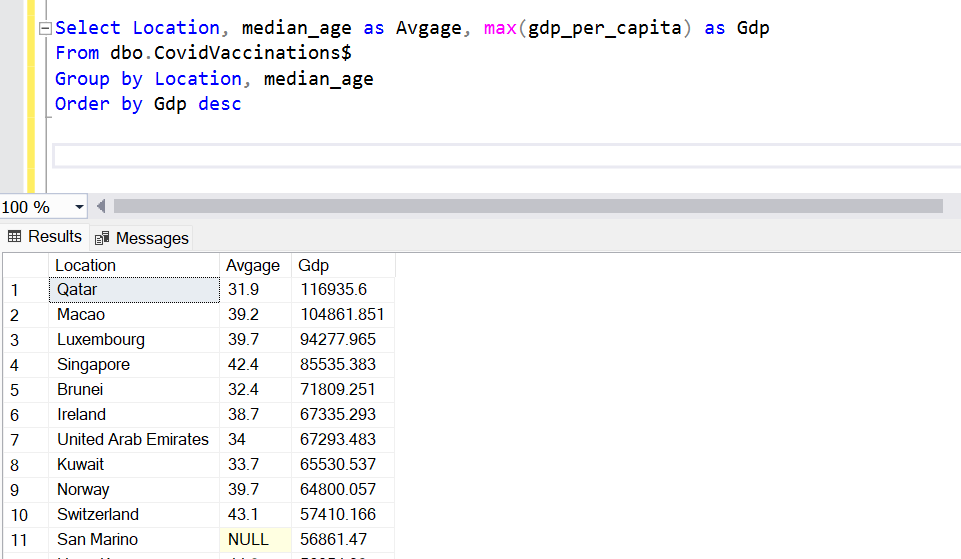 Select Location, median_age as Avgage, max(gdp_per_capita) as Gdp
From dbo.CovidVaccinations$
Group by Location, median_age
Order by Gdp desc
100 %
Results Messages
Location Avgage Gdp
1 Qatar 31.9 116935.6
2 Macao 39.2 104861.851
3 Luxembourg 39.7 94277.965
4 Singapore 42.4 85535.383
5 Brunei 32.4 71809.251
6 Ireland 38.7 67335.293
7 United Arab Emirates 34 67293.483
8 Kuwait 33.7 65530.537
9 Norway 39.7 64800.057
10 Switzerland 43.1 57410.166
11 San Marino NULL 56861.47